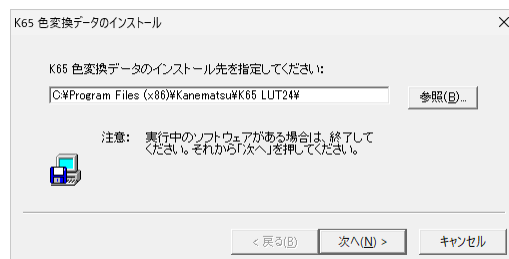 K65 色変換データのインストール
K65 色変換データのインストール先を指定してください:
C:¥Program Files (x86)¥Kanematsu¥K65 LUT24¥
参照(B)...
注意: 実行中のソフトウェアがある場合は、終了して
ください。それから「次へ」を押してください。
< 戻る(B)
次へ(N) >
キャンセル